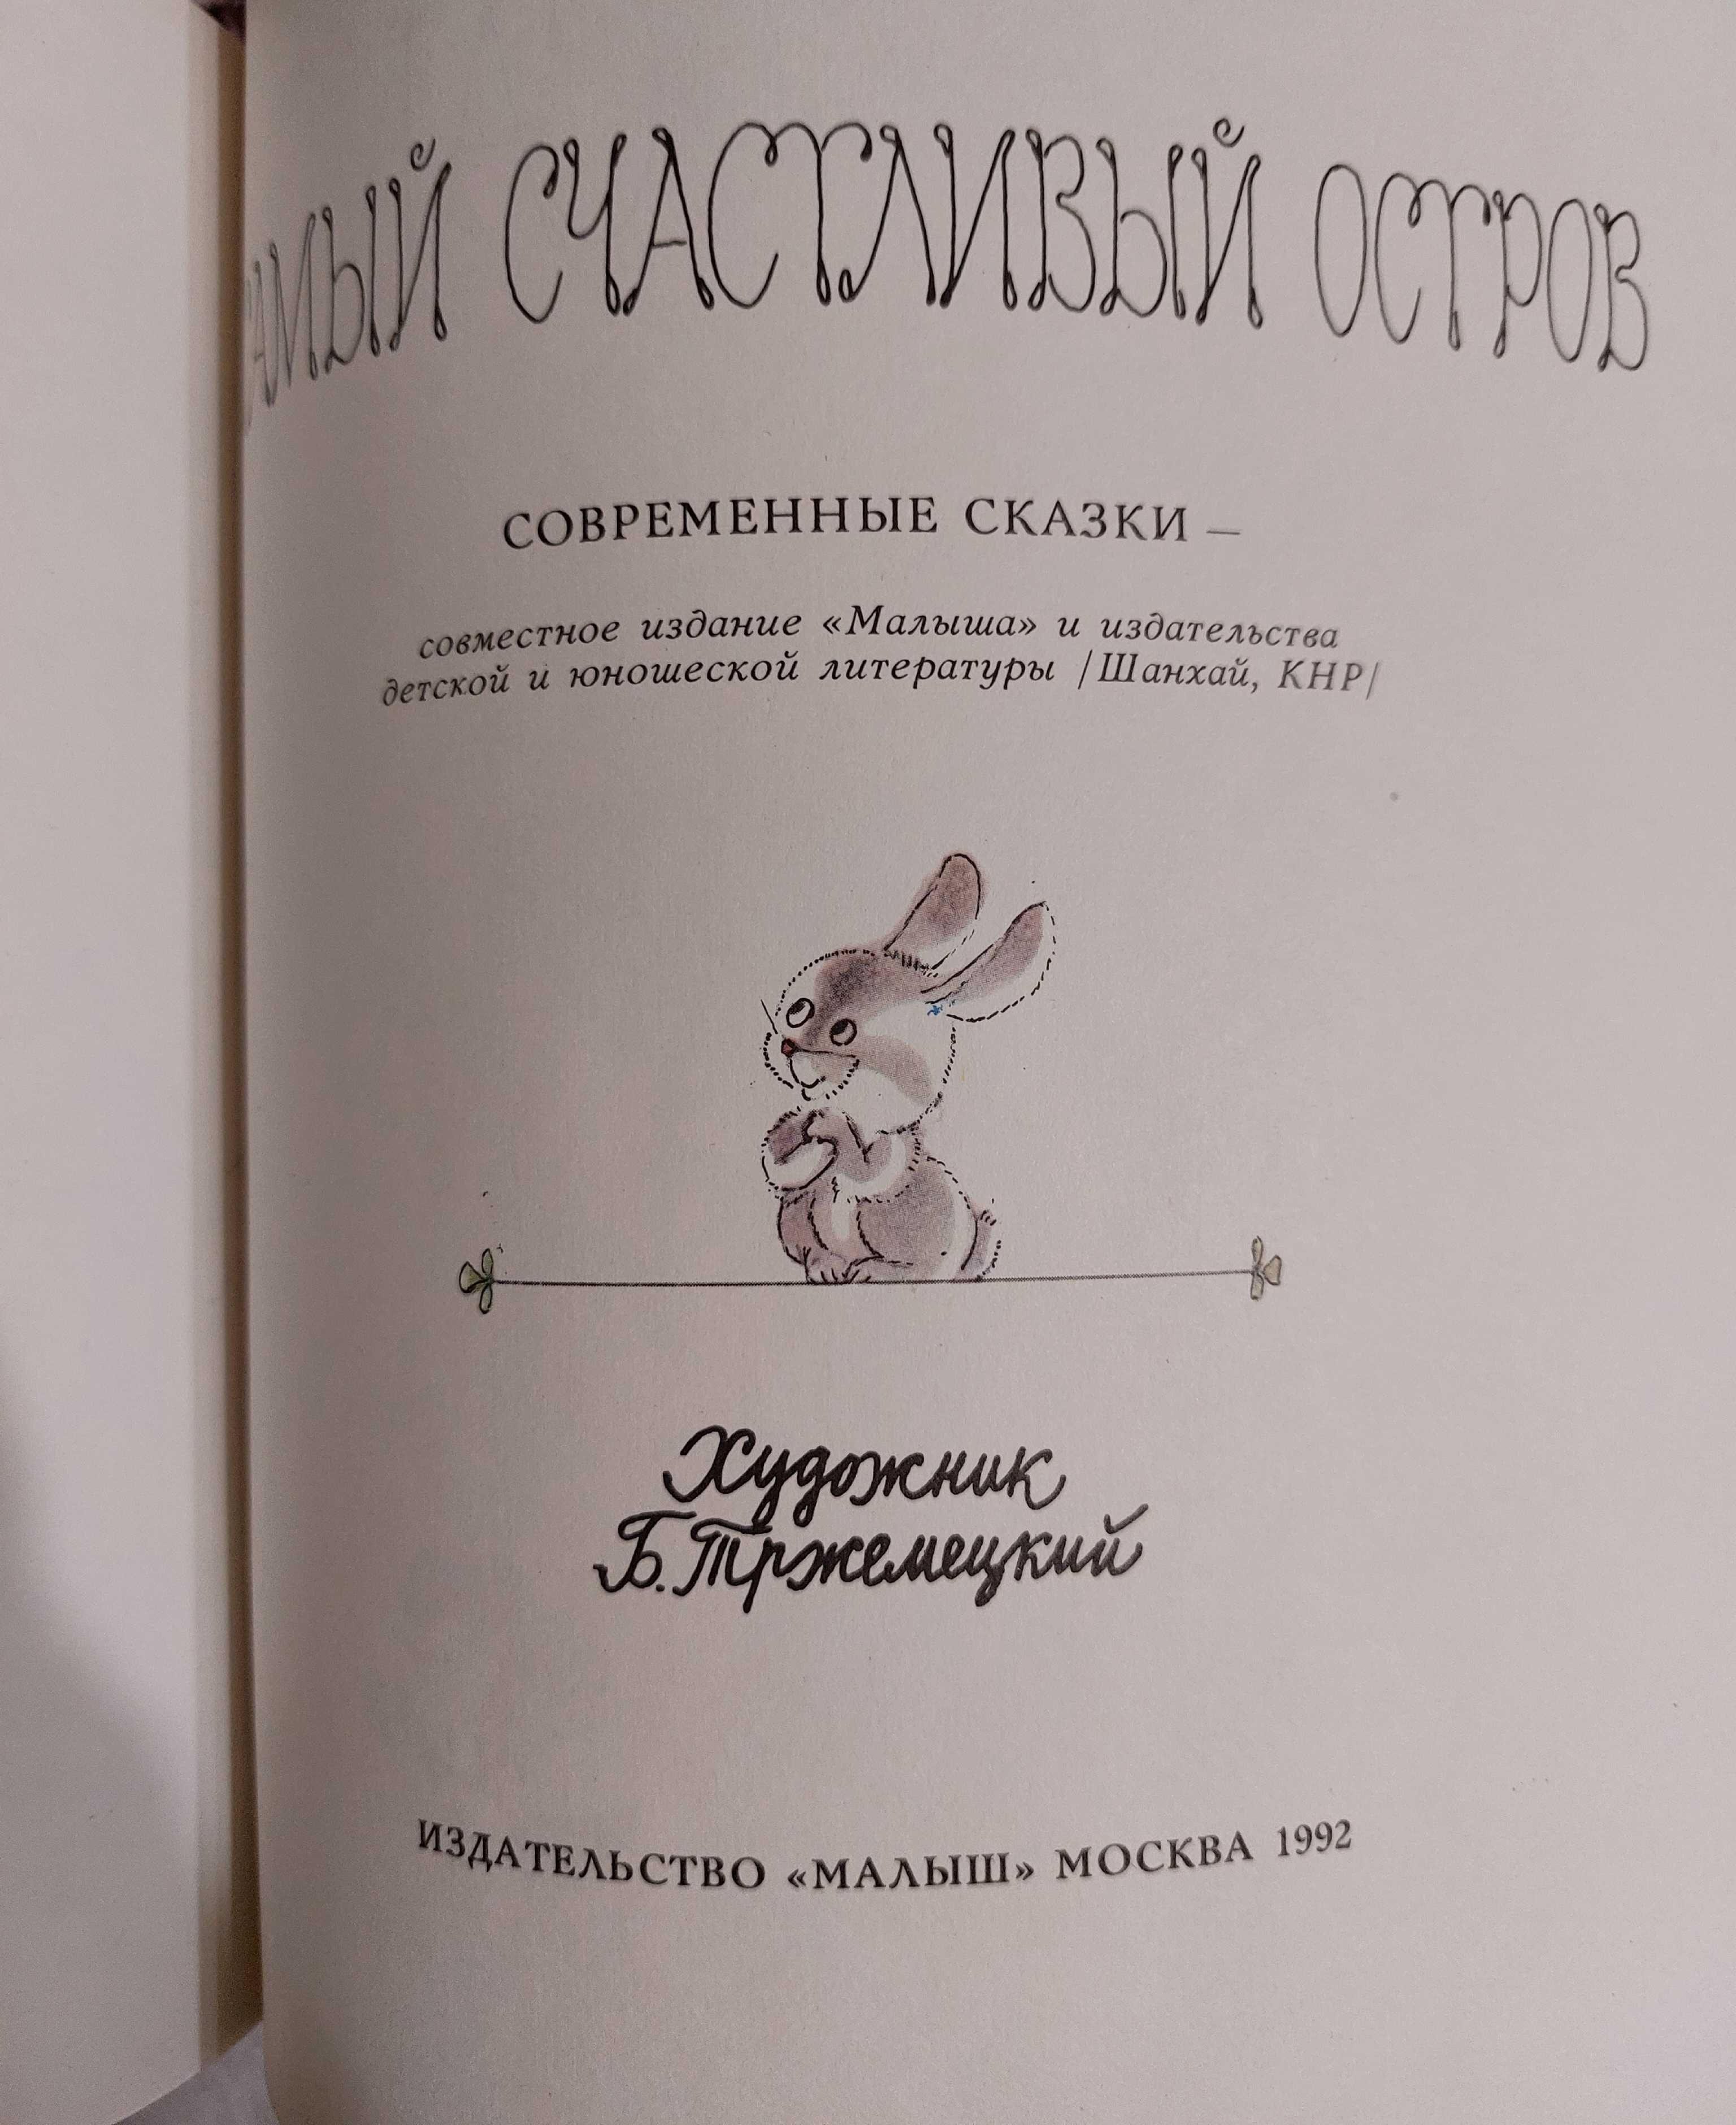 САМЫЙ СЧАСТЛИВЫЙ ОСТРОВ
СОВРЕМЕННЫЕ СКАЗКИ —
совместное издание «Малыша» и издательства
детской и юношеской литературы /Шанхай, КНР/
Художник
Б. Тржемецкий
ИЗДАТЕЛЬСТВО «МАЛЫШ» МОСКВА 1992